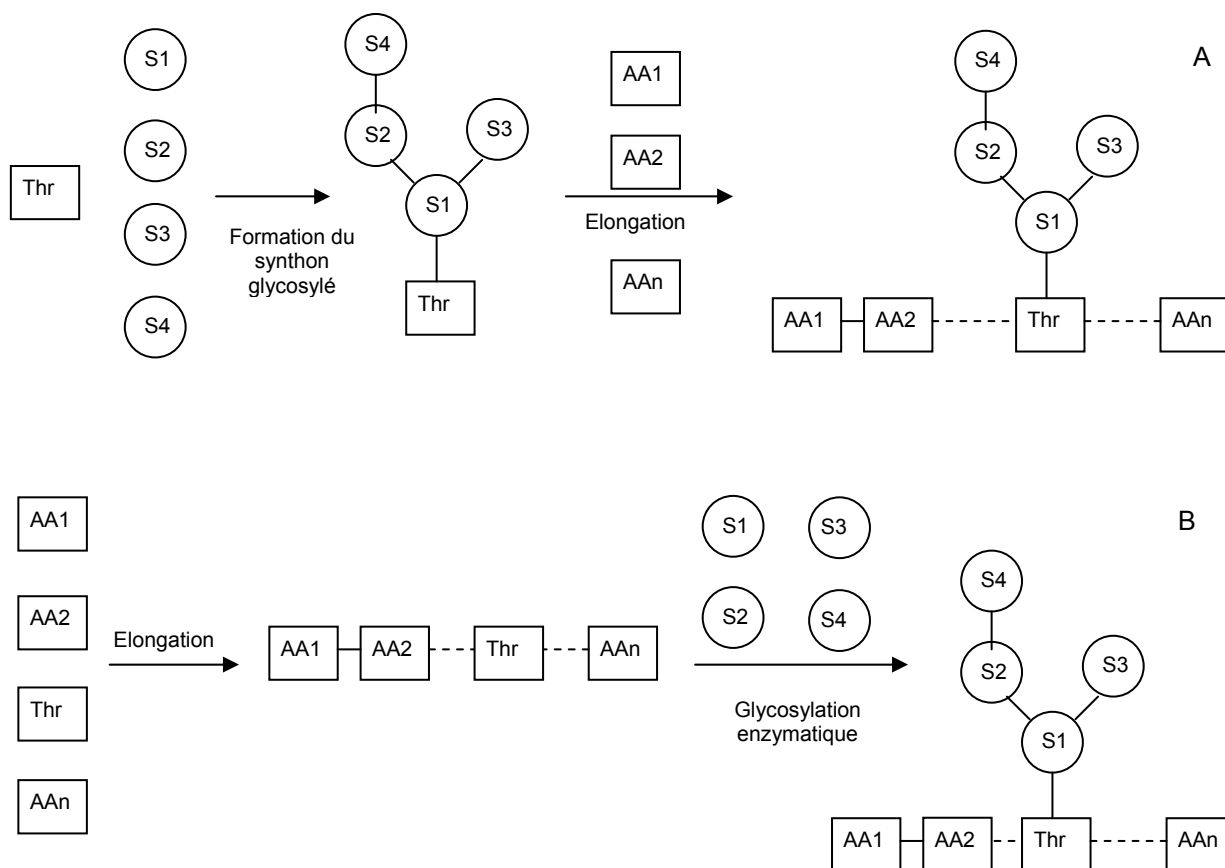 A
Thr
S1
S2
S3
S4
Formation du
synthon
glycosylé
S4
S2
S3
S1
Thr
AA1
AA2
Elongation
AAn
S4
S2
S3
S1
AA1
AA2
Thr
AAn
B
AA1
AA2
Thr
AAn
Elongation
AA1
AA2
Thr
AAn
S1
S3
S2
S4
Glycosylation
enzymatique
S4
S2
S3
S1
AA1
AA2
Thr
AAn